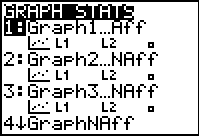 GRAPH STATS
1:Graph1...Aff
L1 L2 ▫
2:Graph2...NAff
L1 L2 ▫
3:Graph3...NAff
L1 L2 ▫
4↓GraphNAff